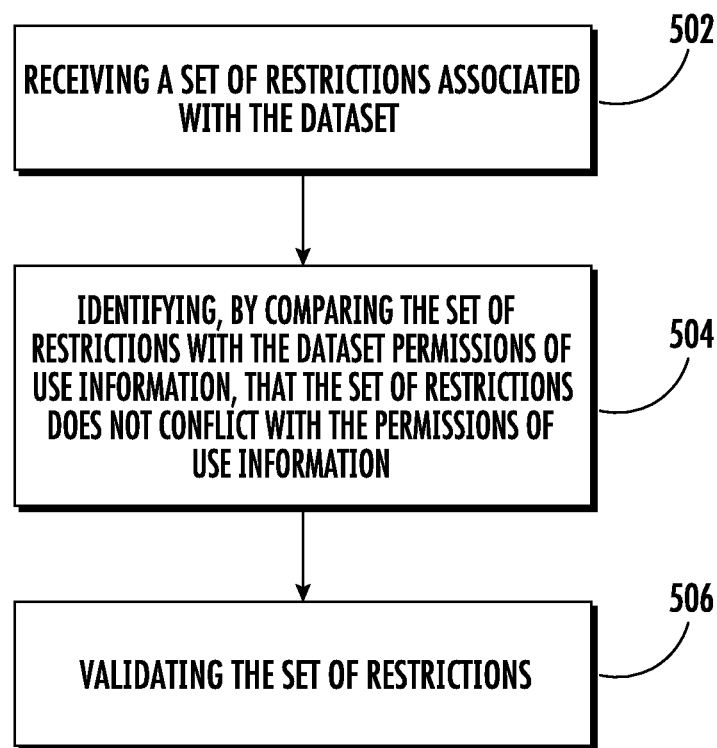 502
RECEIVING A SET OF RESTRICTIONS ASSOCIATED
WITH THE DATASET
IDENTIFYING, BY COMPARING THE SET OF
RESTRICTIONS WITH THE DATASET PERMISSIONS OF
USE INFORMATION, THAT THE SET OF RESTRICTIONS
DOES NOT CONFLICT WITH THE PERMISSIONS OF
USE INFORMATION
504
506
VALIDATING THE SET OF RESTRICTIONS